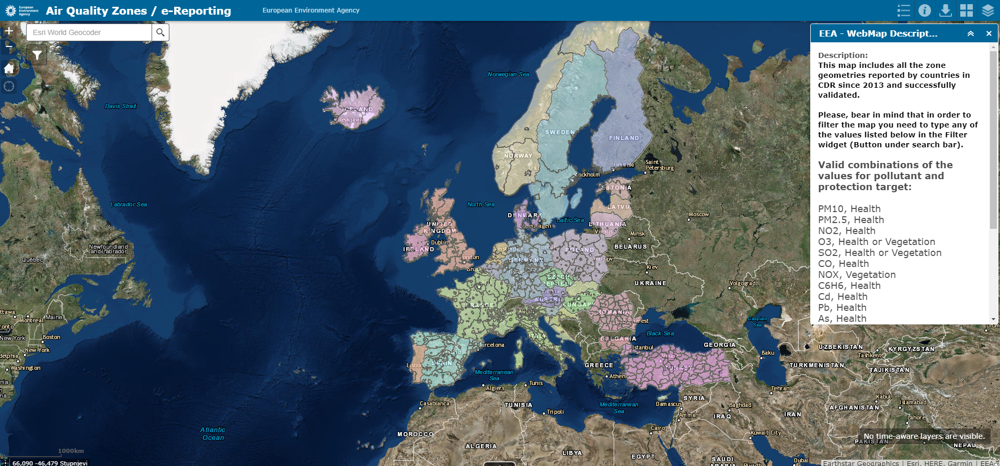 European
Environment
Agency
Air Quality Zones / e-Reporting
European Environment Agency
Esri World Geocoder
EEA - WebMap Descript...
Description:
This map includes all the zone
geometries reported by countries in
CDR since 2013 and successfully
validated.
Please, bear in mind that in order to
filter the map you need to type any of
the values listed below in the Filter
widget (Button under search bar).
Valid combinations of the
values for pollutant and
protection target:
PM10, Health
PM2.5, Health
NO2, Health
O3, Health or Vegetation
SO2, Health or Vegetation
CO, Health
NOX, Vegetation
C6H6, Health
Cd, Health
Pb, Health
As, Health
Norwegian Sea
Davis Strait
ICELAND
Reykjavik
SWEDEN
FINLAND
NORWAY
Oslo
Helsinki
Saint
Petersburg
Stockholm
ESTONIA
Labrador Sea
North Sea
LATVIA
DENMARK
Baltic Sea
Copenhagen
LITHUANIA
Vilnius
Moscow
Minsk
UNITED
KINGDOM
Dublin
IRELAND
London
Amsterdam
Berlin
GERMANY
POLAND
Warsaw
BELARUS
Newfoundland
and Labrador
Québec
Brus
Cologne
Kiev
CZECH
REPUBLIC
UKRAINE
Volgograd
Paris
Vienna
AUSTRIA
Budapest
HUNGARY
FRANCE
Milan
ROMANIA
Bucharest
Caspian
Sea
ttawa
Montreal
Maine
ronto
New York
Boston
ITALY
Rome
BULGARIA
Black Sea
Istanbul
GEORGIA
Baku
UZBEKISTAN
Tashkent
KYRGYZSTAN
Urum
delphia
New York
Washington
nia
n
na
Barcelona
Madrid
SPAIN
Lisbon
Mediterranean
Sea
GREECE
Athens
Ankara
TURKEY
TURKMENISTAN
TAJIKISTAN
Algiers
Tunis
Tehran
Casablanca
TUNISIA
Tripoli
Mediterranean
Sea
SYRIA
Damascus
Baghdad
Amman
IRAQ
IRAN
Kabul
AFGHANISTAN
Islamabad
Lahore
Atlantic
Ocean
MOROCCO
ALGERIA
LIBYA
Cairo
EGYPT
Kuwait City
SAUDI
ARABIA
Riyadh
Dubai
No time-aware layers are visible.
PAKISTAN
NEPAL
1000km
66,090 -46,479 Stupnjevi
Earthstar Geographics | Esri, HERE, Garmin | EEA